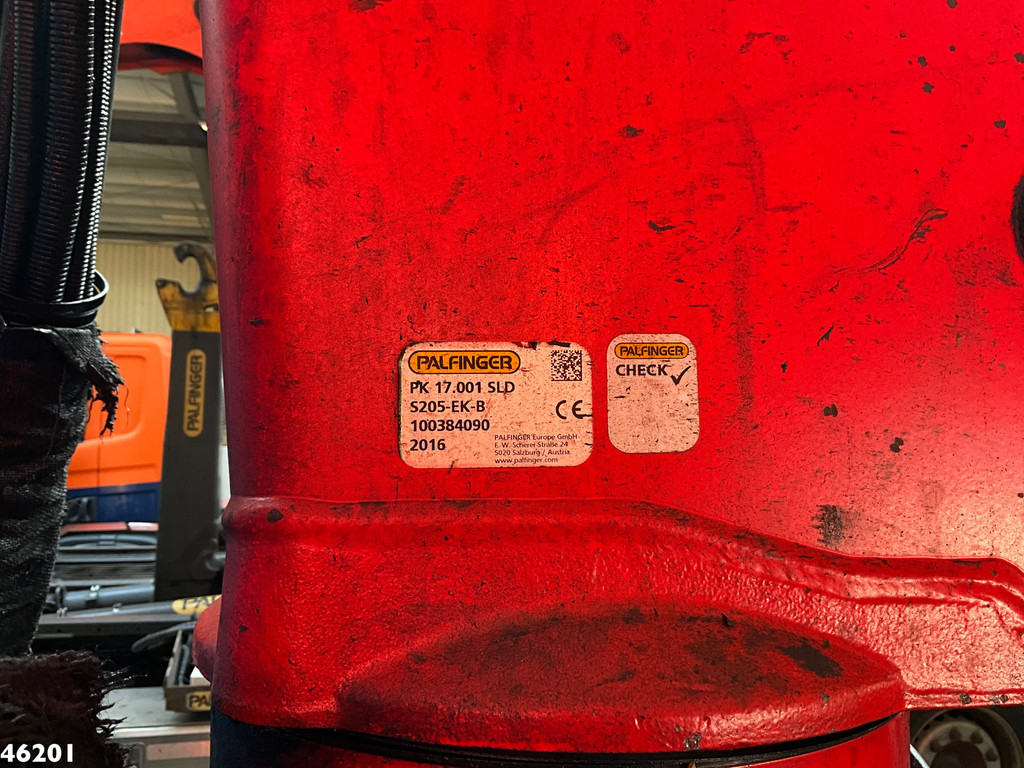 PALFINGER
PK 17.001 SLD
S205-EK-B
100384090
2016
CE
PALFINGER Europe GmbH
F. W. Scherer-Straße 24
5020 Salzburg / Austria
www.palfinger.com
PALFINGER
CHECK ✓
PALFINGER
46201